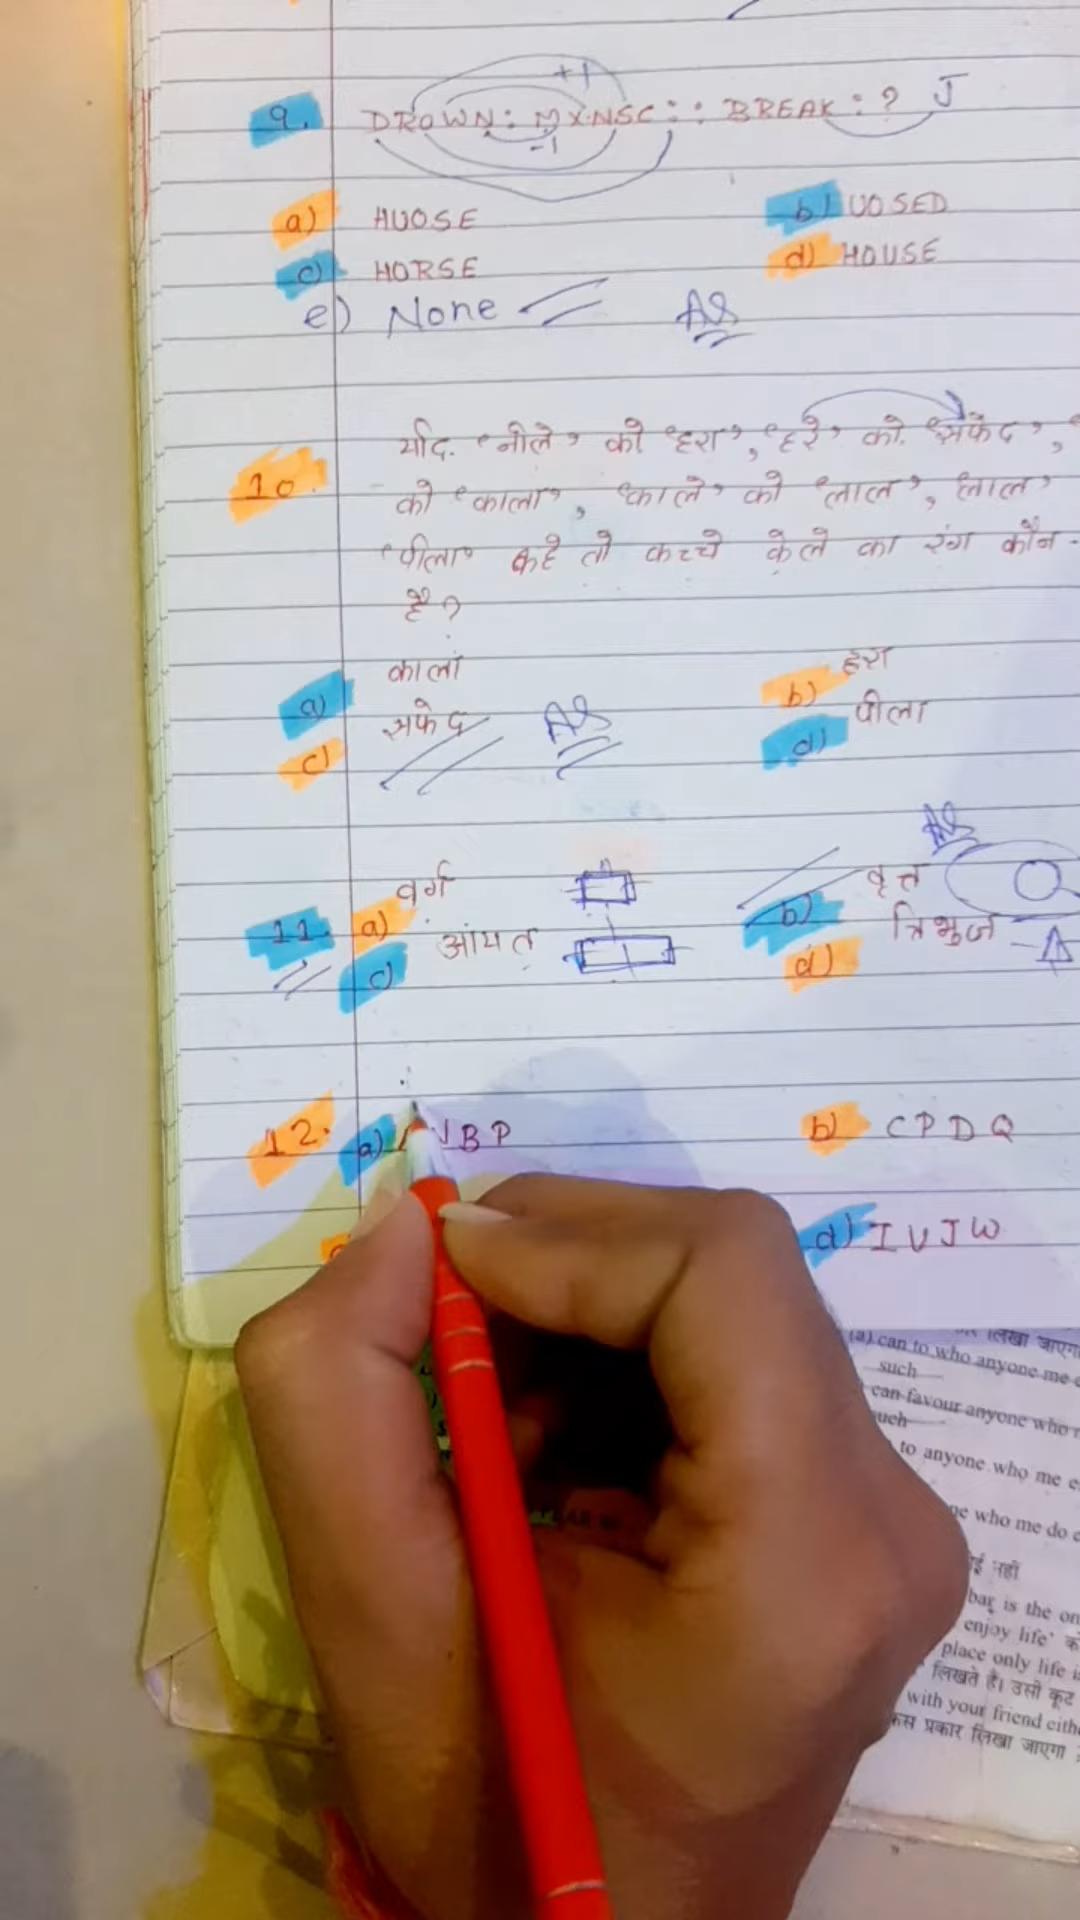 +1
9. DROWN : MXNSC : : BREAK : ? J
-1
a) HUOSE b) UOSED
c) HORSE d) HOUSE
e) None Ans
10. यदि 'नीले' को 'हरा', 'हरे' को 'सफेद',
को 'काला', 'काले' को 'लाल', 'लाल'
'पीला' कहे तो कच्चे केले का रंग कौन -
है ?
a) काला b) हरा
c) सफेद Ans d) पीला
11. a) वर्ग b) वृत्त Ans
c) आयत d) त्रिभुज
12. a) BP b) CPDQ
d) IVJW
लिखा जाएगा
(a) can to who anyone me
such
can favour anyone who
to anyone who me
who me do
नहीं
bar is the
enjoy life'
place only life
लिखते है। उसी कूट
with your friend
प्रकार लिखा जाएगा